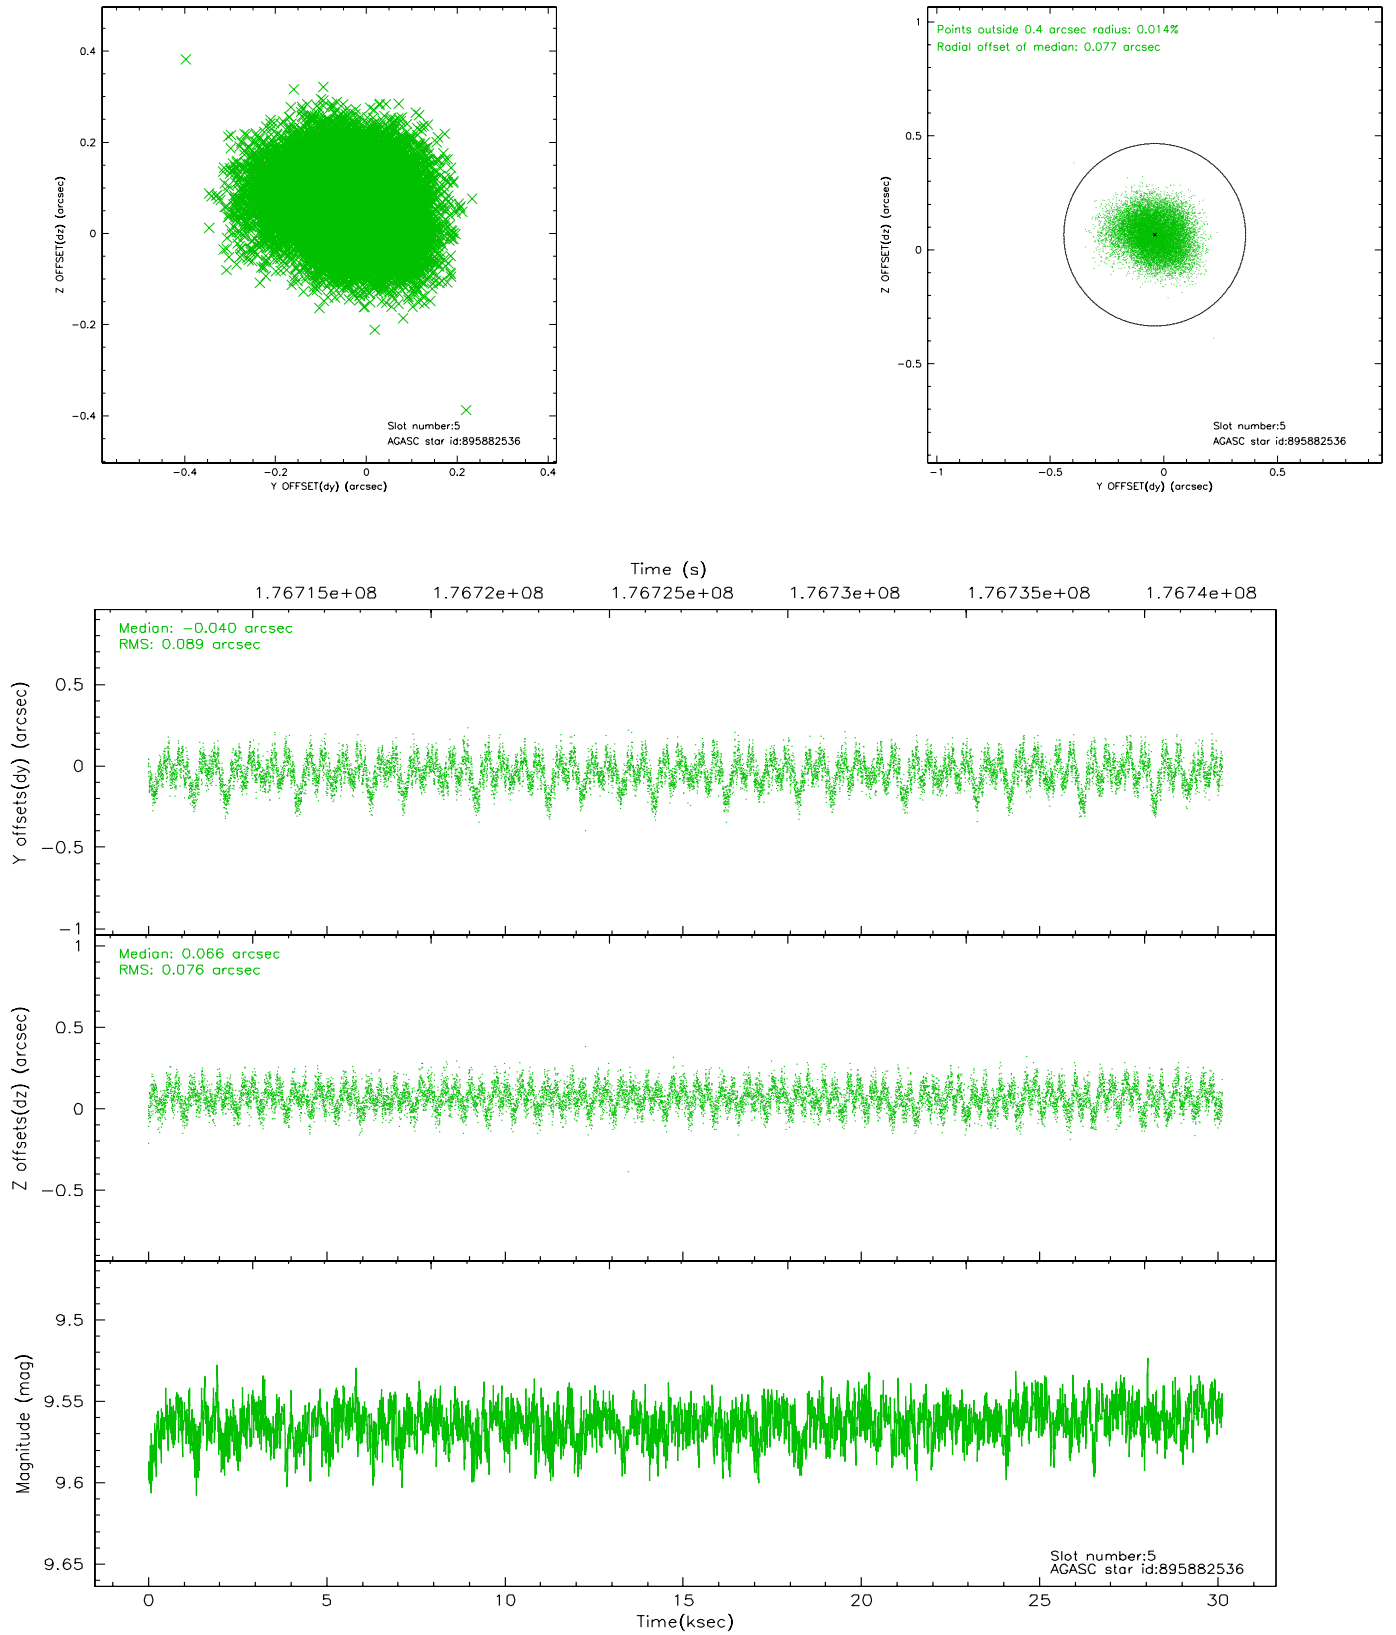 0.4
0.2
0
−0.2
−0.4
Z OFFSET(dz) (arcsec)
Slot number:5
AGASC star id:895882536
−0.4 −0.2 0 0.2 0.4
Y OFFSET(dy) (arcsec)
Points outside 0.4 arcsec radius: 0.014%
Radial offset of median: 0.077 arcsec
1
0.5
0
−0.5
Z OFFSET(dz) (arcsec)
Slot number:5
AGASC star id:895882536
−1 −0.5 0 0.5
Y OFFSET(dy) (arcsec)
Time (s)
1.76715e+08 1.7672e+08 1.76725e+08 1.7673e+08 1.76735e+08 1.7674e+08
Median: −0.040 arcsec
RMS: 0.089 arcsec
0.5
0
−0.5
−1
Y offsets(dy) (arcsec)
Median: 0.066 arcsec
RMS: 0.076 arcsec
1
0.5
0
−0.5
Z offsets(dz) (arcsec)
9.5
9.55
9.6
9.65
Magnitude (mag)
Slot number:5
AGASC star id:895882536
0 5 10 15 20 25 30
Time(ksec)